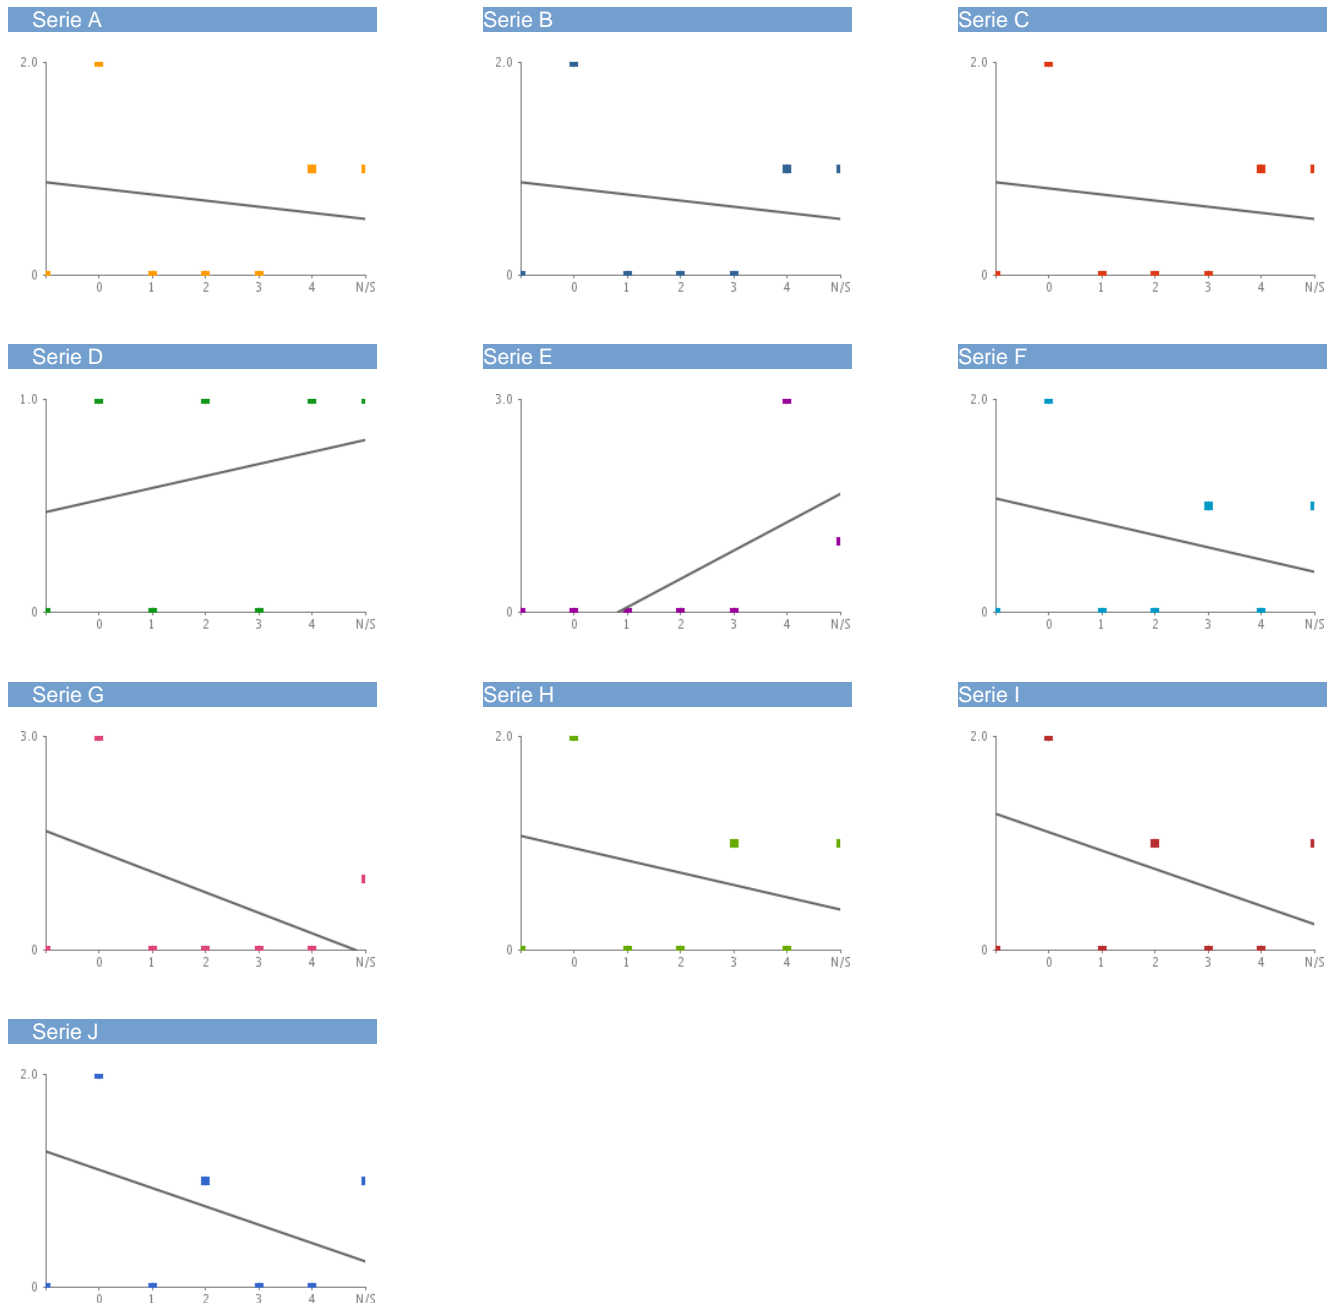 Serie A Serie B Serie C
2.0 2.0 2.0
0 0 0
0 1 2 3 4 N/S 0 1 2 3 4 N/S 0 1 2 3 4 N/S
Serie D Serie E Serie F
1.0 3.0 2.0
0 0 0
0 1 2 3 4 N/S 0 1 2 3 4 N/S 0 1 2 3 4 N/S
Serie G Serie H Serie I
3.0 2.0 2.0
0 0 0
0 1 2 3 4 N/S 0 1 2 3 4 N/S 0 1 2 3 4 N/S
Serie J
2.0
0
0 1 2 3 4 N/S